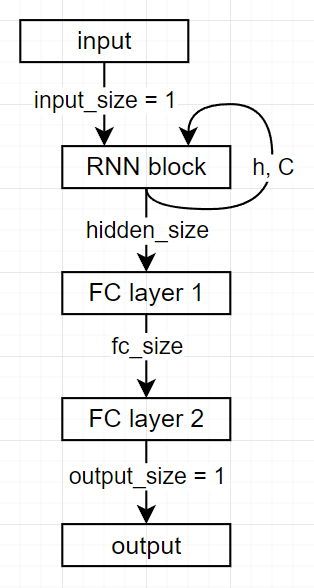 input
input_size = 1
RNN block
h, C
hidden_size
FC layer 1
fc_size
FC layer 2
output_size = 1
output